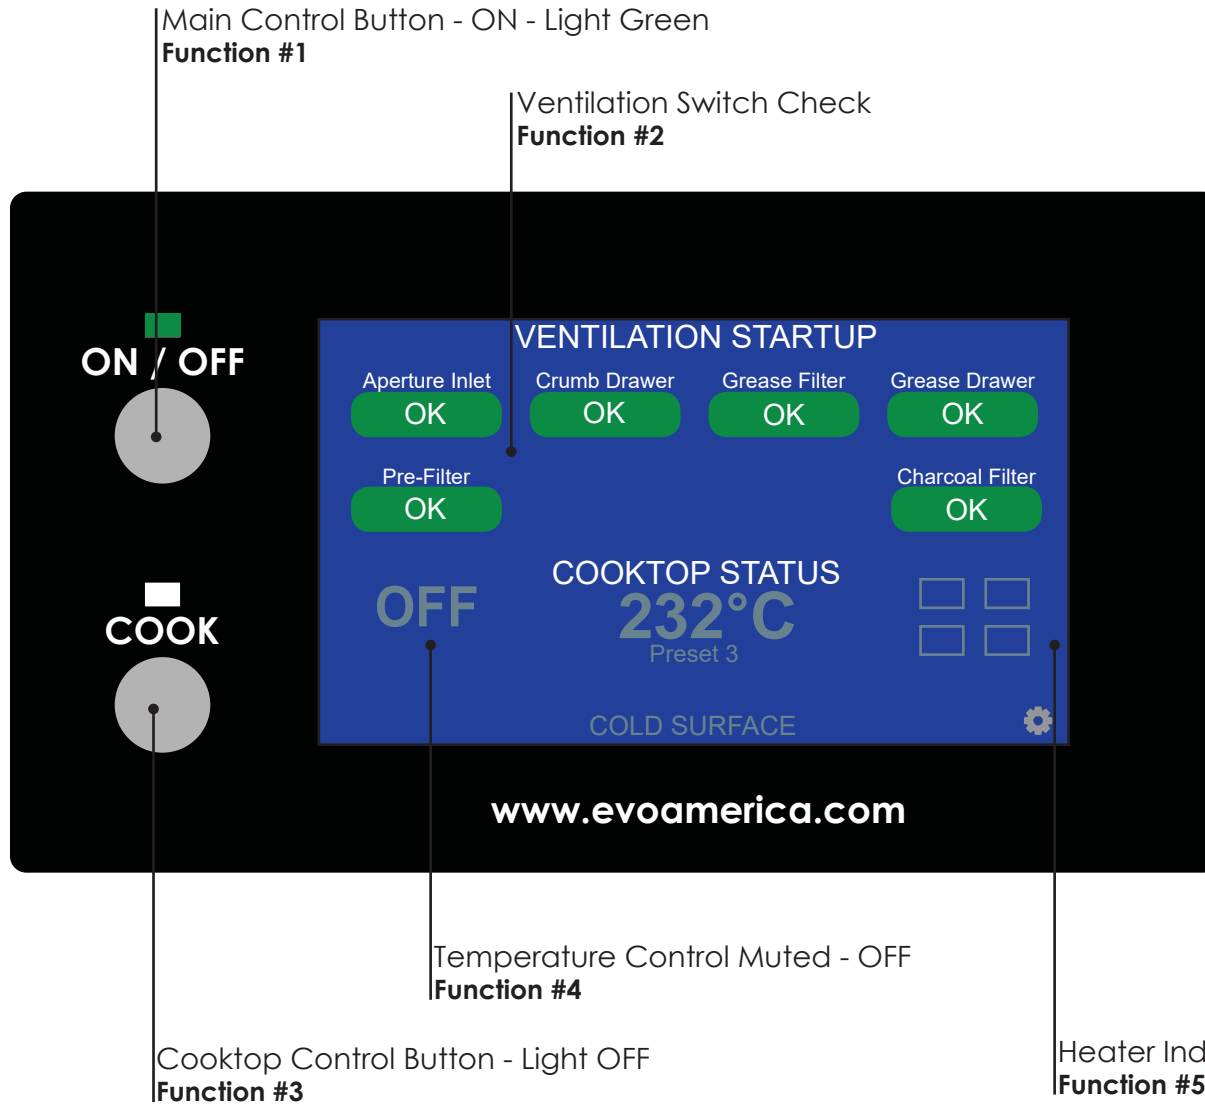 Main Control Button - ON - Light Green
Function #1
Ventilation Switch Check
Function #2
ON / OFF
VENTILATION STARTUP
Aperture Inlet Crumb Drawer Grease Filter Grease Drawer
OK OK OK OK
Pre-Filter Charcoal Filter
OK OK
COOKTOP STATUS
OFF 232°C
Preset 3
COOK
COLD SURFACE
www.evoamerica.com
Temperature Control Muted - OFF
Function #4
Cooktop Control Button - Light OFF
Function #3
Heater Ind
Function #5